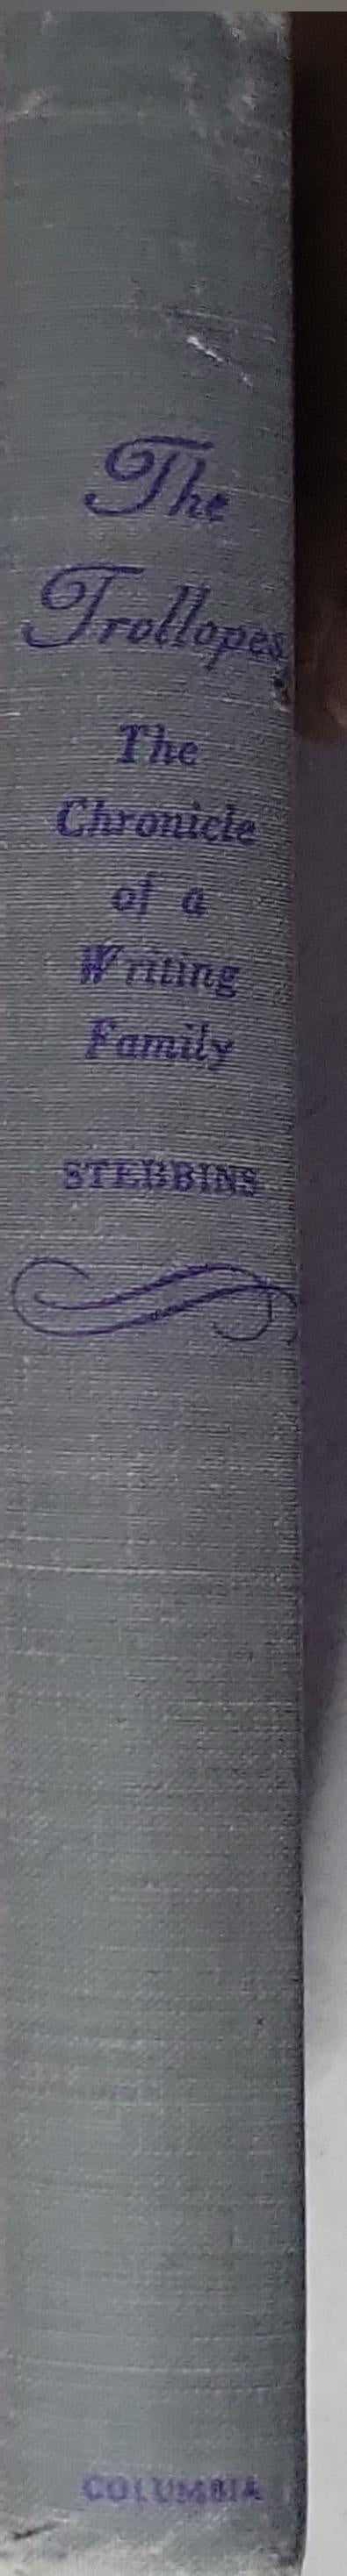 The
Trollopes
The
Chronicle
of a
Writing
Family
STEBBINS
COLUMBIA